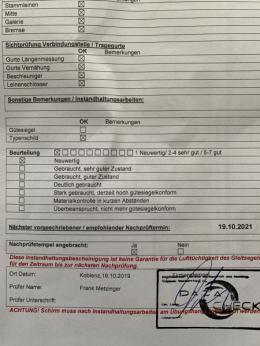 Stammleinen
Mitte
Galerie
Bremse
Sichtprüfung Verbindungsteile / Tragegurte
OK Bemerkungen
Gurte Längenmessung
Gurte Vernähung
Beschleuniger
Leinenschlösser
Sonstige Bemerkungen / Instandhaltungsarbeiten:
OK Bemerkungen
Gütesiegel
Typenschild
Beurteilung 1 Neuwertig/ 2-4 sehr gut / 5-7 gut
Neuwertig
Gebraucht, sehr guter Zustand
Gebraucht, guter Zustand
Deutlich gebraucht
Stark gebraucht, derzeit noch gütesiegelkonform
Materialkontrolle in kurzen Abständen
Überbeansprucht, nicht mehr gütesiegelkonform
Nächster vorgeschriebener / empfohlender Nachprüftermin: 19.10.2021
Nachprüfstempel angebracht: Ja Nein
Diese Instandhaltungsbescheinigung ist keine Garantie für die Lufttüchtigkeit des Gleitsegels
für den Zeitraum bis zur nächsten Nachprüfung.
Ort Datum: Koblenz, 19.10.2019
Prüfer Name: Frank Metzinger
CHECK
Prüfer Unterschrift:
ACHTUNG! Schirm muss nach Instandhaltungsarbeiten am Übungshang werden